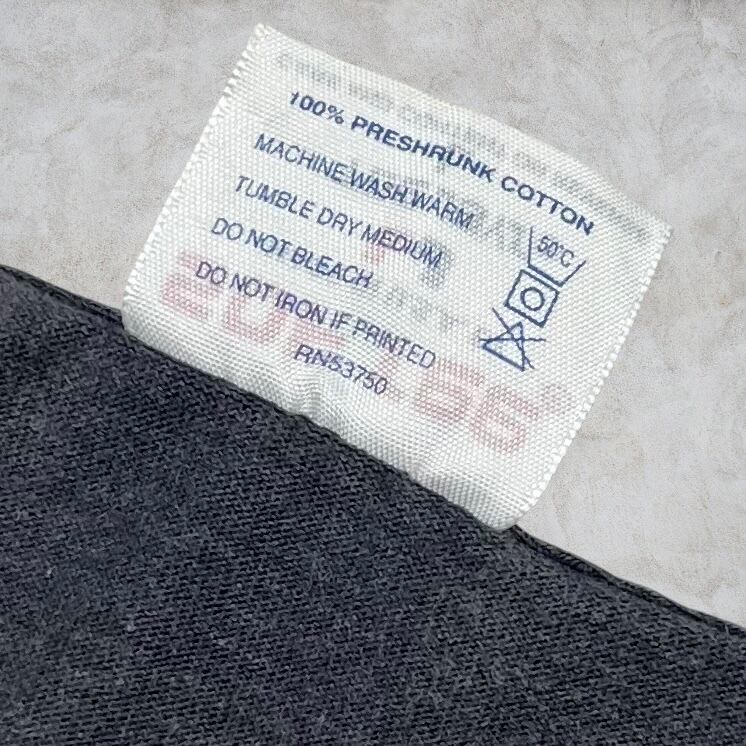 100% PRESHRUNK COTTON
MACHINE WASH WARM
TUMBLE DRY MEDIUM
DO NOT BLEACH
DO NOT IRON IF PRINTED
RN53750
50°C